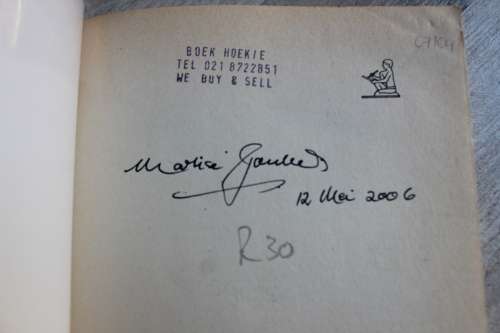 BOEK HOEKIE
TEL 021 8722851
WE BUY & SELL
12 Mei 2006
R30